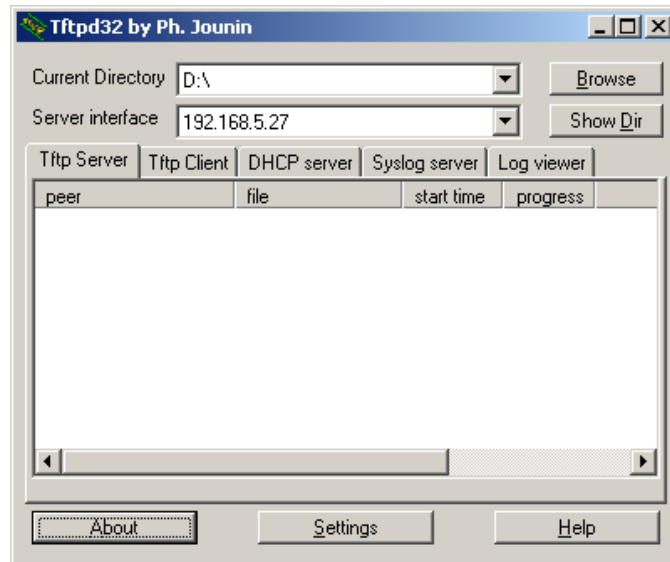 Tftpd32 by Ph. Jounin
Current Directory D:\ Browse
Server interface 192.168.5.27 Show Dir
Tftp Server Tftp Client DHCP server Syslog server Log viewer
peer file start time progress
About Settings Help